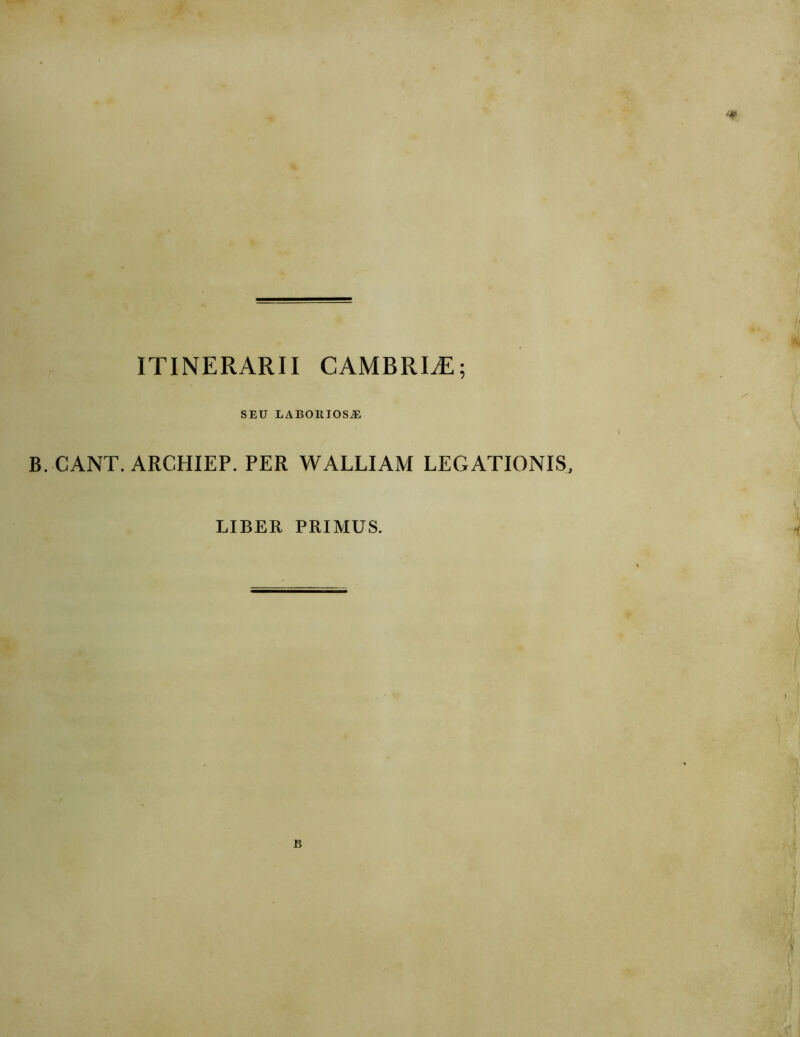 ITINERARII CAMBRIÆ;
SEU LABORIOSÆ
B. CANT. ARCHIEP. PER WALLIAM LEGATIONIS,
LIBER PRIMUS.
B